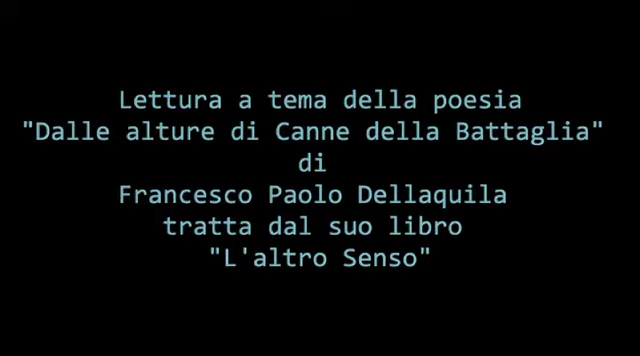 Lettura a tema della poesia
"Dalle alture di Canne della Battaglia"
di
Francesco Paolo Dellaquila
tratta dal suo libro
"L'altro Senso"